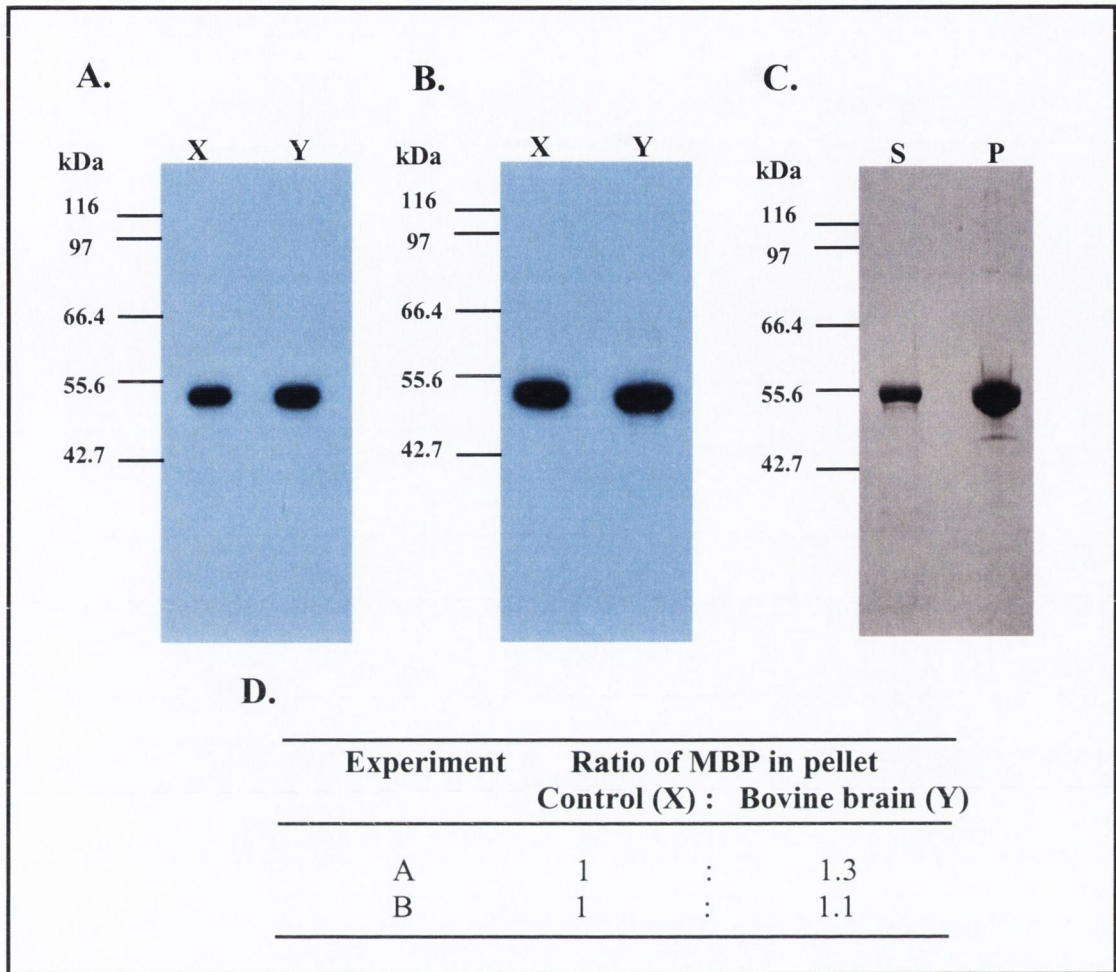 A.
X Y
kDa
116
97
66.4
55.6
42.7
B.
X Y
kDa
116
97
66.4
55.6
42.7
C.
S P
kDa
116
97
66.4
55.6
42.7
D.
Experiment Ratio of MBP in pellet
Control (X) : Bovine brain (Y)
A 1 : 1.3
B 1 : 1.1